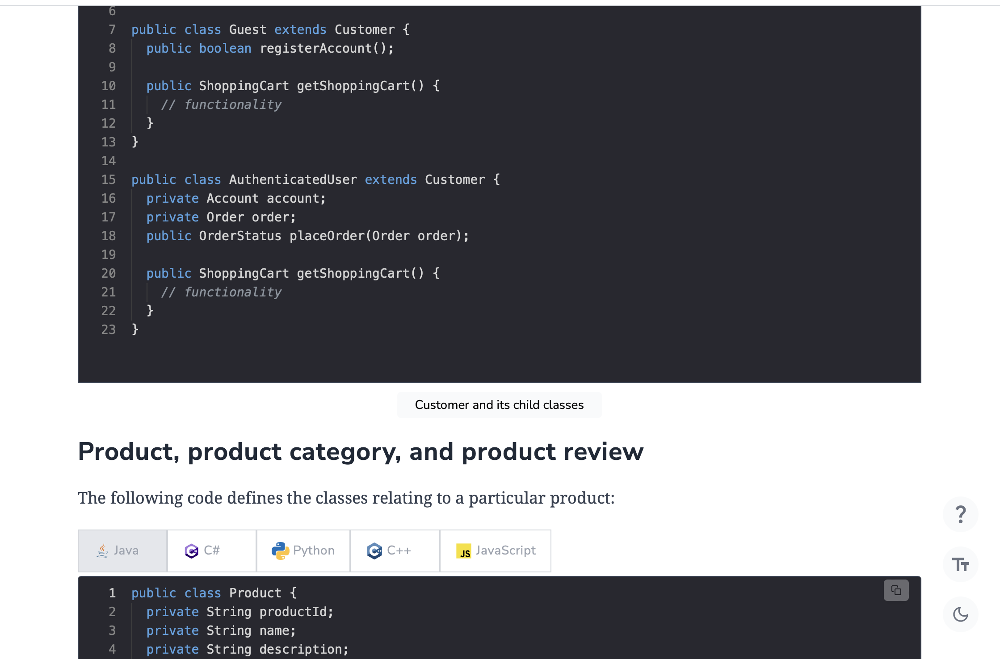 6
7 public class Guest extends Customer {
8 public boolean registerAccount();
9
10 public ShoppingCart getShoppingCart() {
11 // functionality
12 }
13 }
14
15 public class AuthenticatedUser extends Customer {
16 private Account account;
17 private Order order;
18 public OrderStatus placeOrder(Order order);
19
20 public ShoppingCart getShoppingCart() {
21 // functionality
22 }
23 }
Customer and its child classes
Product, product category, and product review
The following code defines the classes relating to a particular product:
Java C# Python C++ JS JavaScript
1 public class Product {
2 private String productId;
3 private String name;
4 private String description;
?
Tт